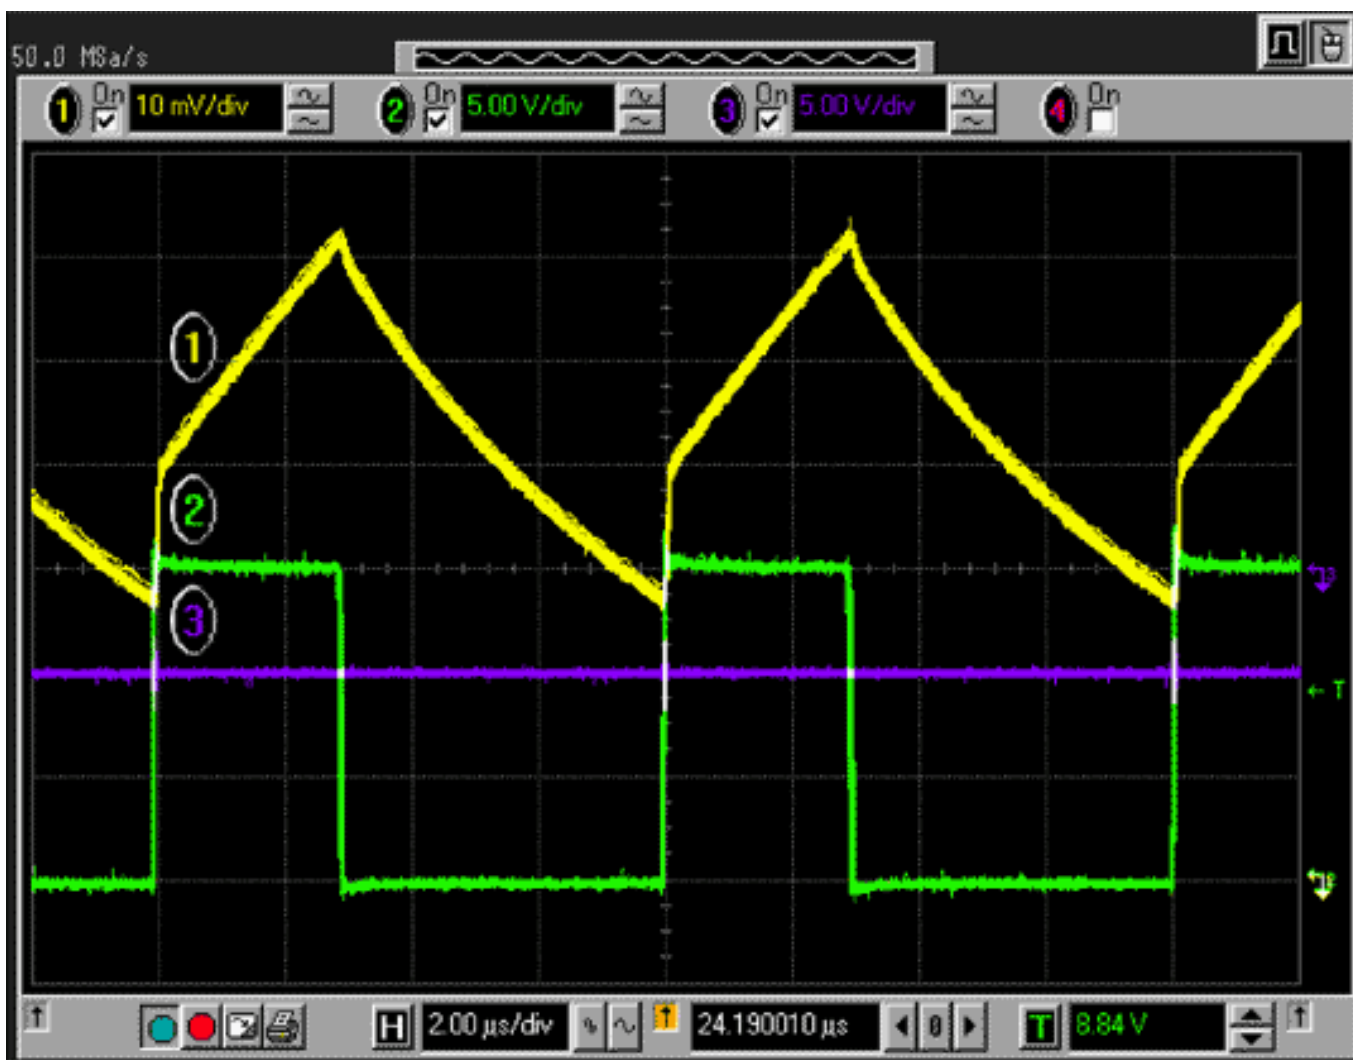 50.0 MSa/s
1 On 10 mV/div 2 On 5.00 V/div 3 On 5.00 V/div 4 On
1
2
3
T
H 2.00 µs/div 24.190010 µs 0 T 8.84 V